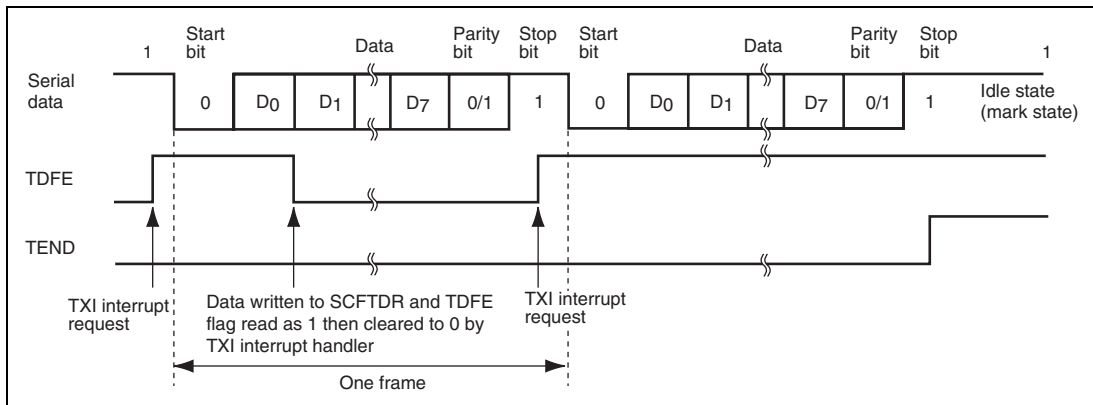 1 Start bit Data Parity bit Stop bit Start bit Data Parity bit Stop bit 1
Serial data 0 D0 D1 D7 0/1 1 0 D0 D1 D7 0/1 1 Idle state (mark state)
TDFE
TEND
TXI interrupt request
Data written to SCFTDR and TDFE
flag read as 1 then cleared to 0 by
TXI interrupt handler
TXI interrupt
request
One frame